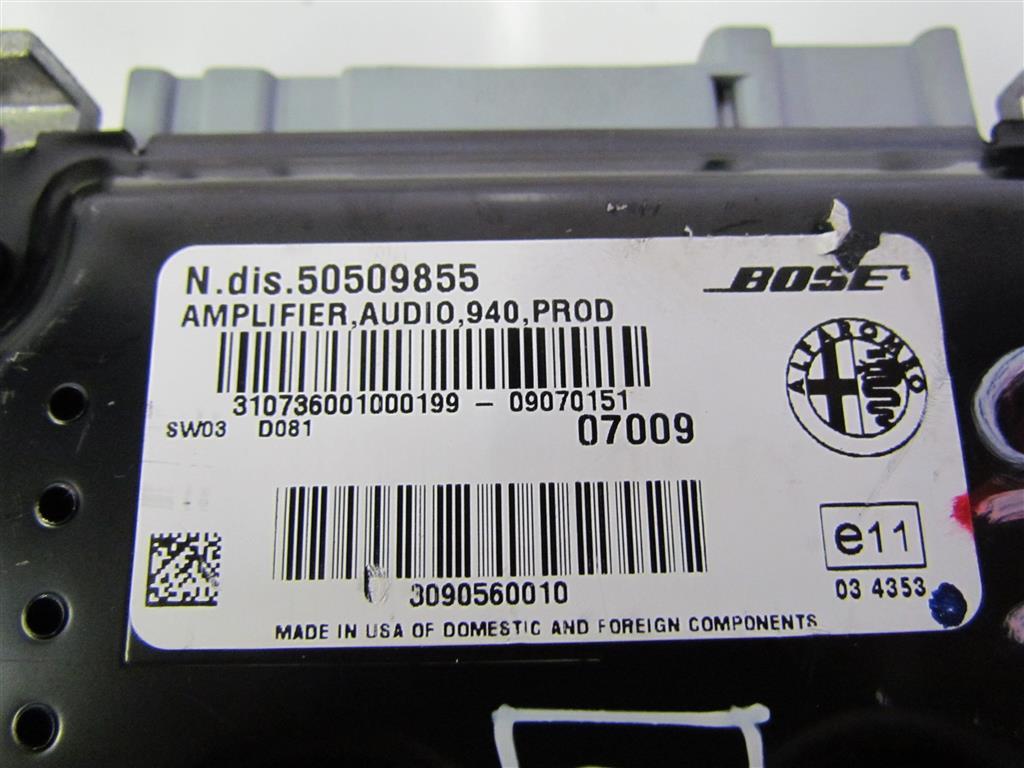 N.dis.50509855
BOSE
AMPLIFIER,AUDIO,940,PROD
ALFA ROMEO
310736001000199 - 09070151
SW03 D081
07009
e11
03 4353
3090560010
MADE IN USA OF DOMESTIC AND FOREIGN COMPONENTS